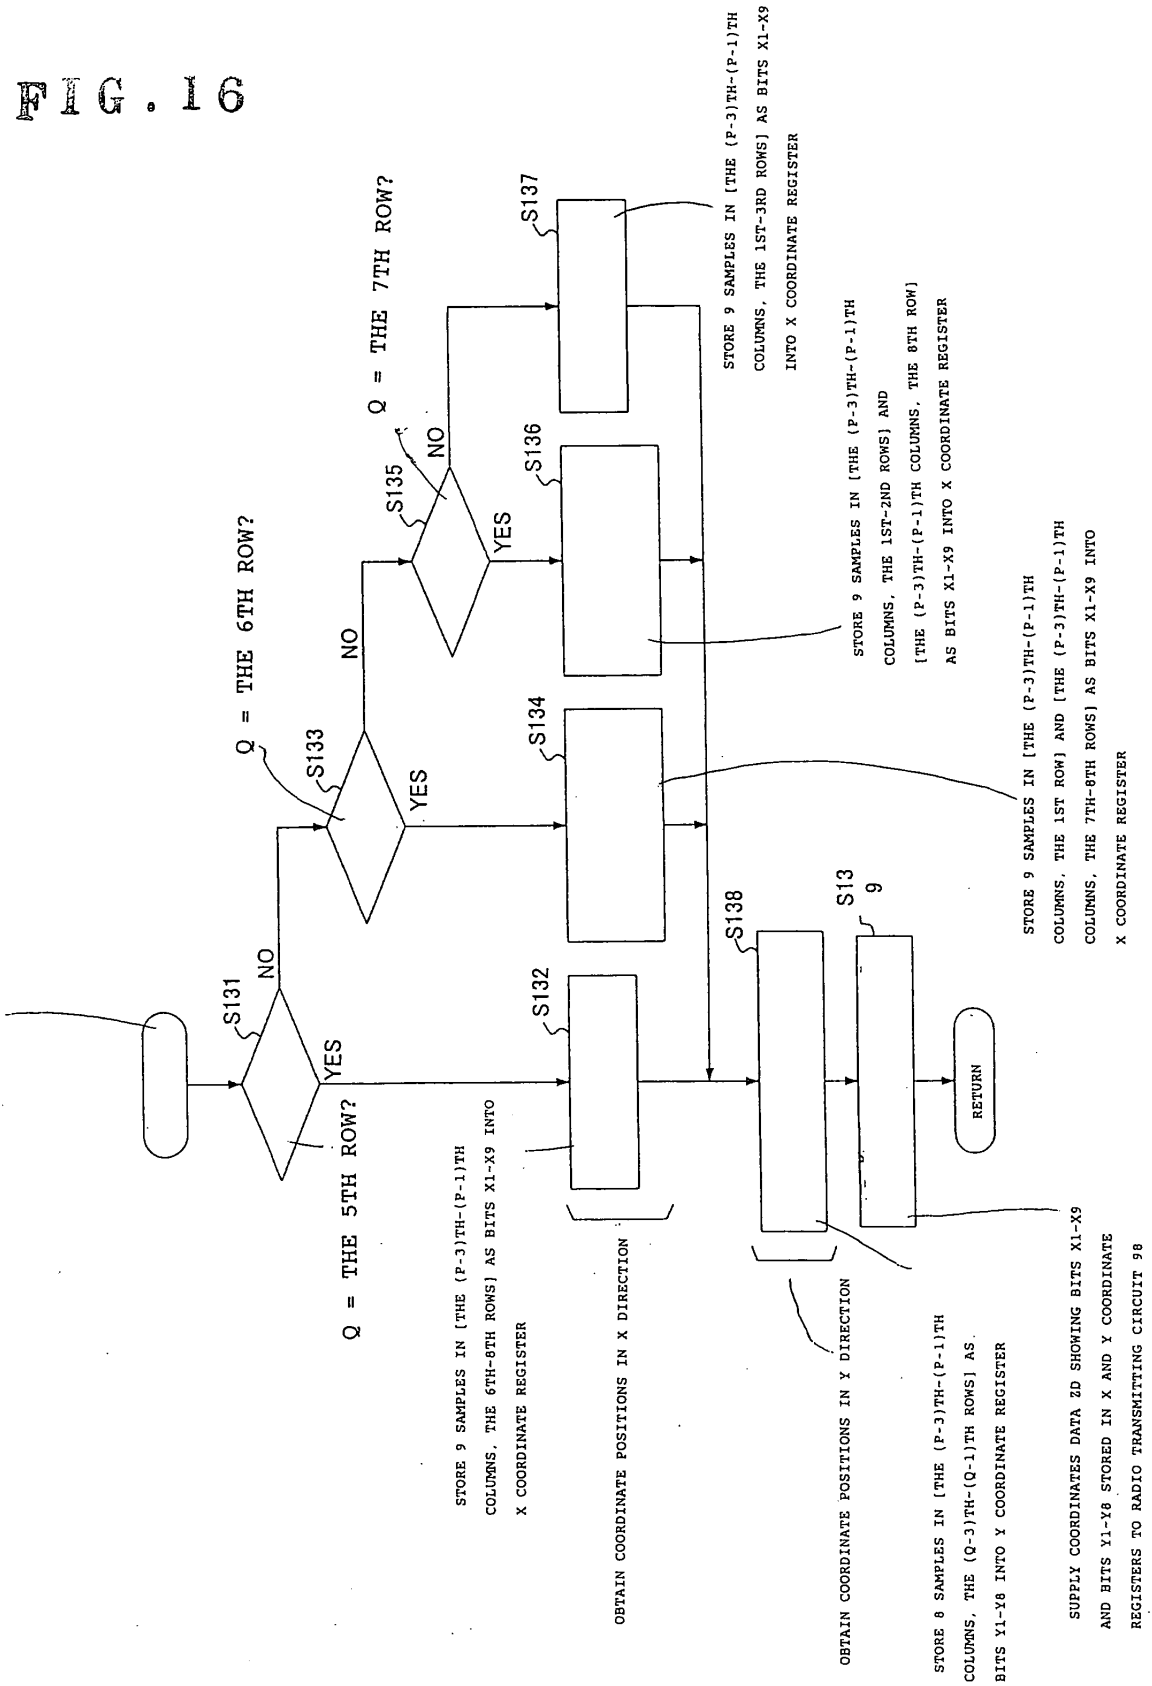 FIG.16
S131
Q = THE 5TH ROW?
YES
NO
S133
Q = THE 6TH ROW?
YES
NO
S135
Q = THE 7TH ROW?
YES
NO
S132
STORE 9 SAMPLES IN [THE (P-3)TH-(P-1)TH
COLUMNS, THE 6TH-8TH ROWS] AS BITS X1-X9 INTO
X COORDINATE REGISTER
S134
STORE 9 SAMPLES IN [THE (P-3)TH-(P-1)TH
COLUMNS, THE 1ST ROW] AND [THE (P-3)TH-(P-1)TH
COLUMNS, THE 7TH-8TH ROWS] AS BITS X1-X9 INTO
X COORDINATE REGISTER
S136
STORE 9 SAMPLES IN [THE (P-3)TH-(P-1)TH
COLUMNS, THE 1ST-2ND ROWS] AND
[THE (P-3)TH-(P-1)TH COLUMNS, THE 8TH ROW]
AS BITS X1-X9 INTO X COORDINATE REGISTER
S137
STORE 9 SAMPLES IN [THE (P-3)TH-(P-1)TH
COLUMNS, THE 1ST-3RD ROWS] AS BITS X1-X9
INTO X COORDINATE REGISTER
OBTAIN COORDINATE POSITIONS IN X DIRECTION
S138
OBTAIN COORDINATE POSITIONS IN Y DIRECTION
STORE 8 SAMPLES IN [THE (P-3)TH-(P-1)TH
COLUMNS, THE (Q-3)TH-(Q-1)TH ROWS] AS
BITS Y1-Y8 INTO Y COORDINATE REGISTER
S13
9
SUPPLY COORDINATES DATA ZD SHOWING BITS X1-X9
AND BITS Y1-Y8 STORED IN X AND Y COORDINATE
REGISTERS TO RADIO TRANSMITTING CIRCUIT 98
RETURN